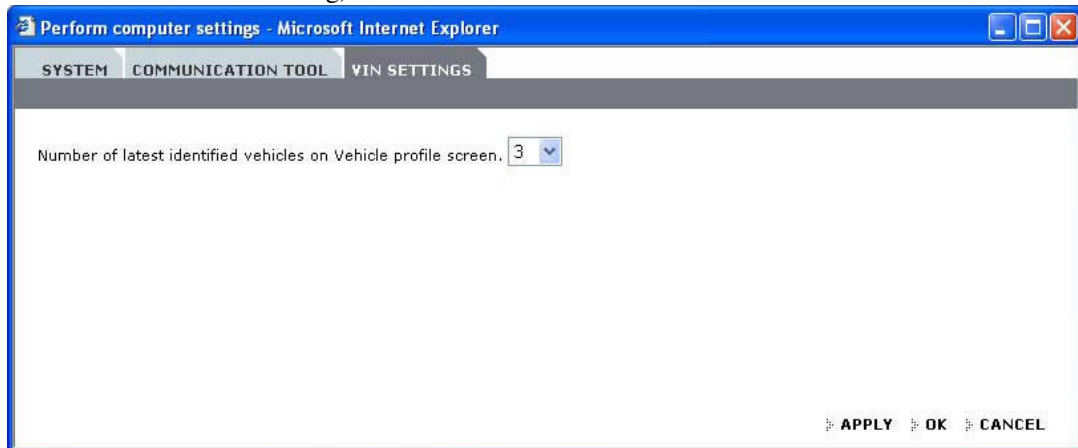 Perform computer settings - Microsoft Internet Explorer
SYSTEM COMMUNICATION TOOL VIN SETTINGS
Number of latest identified vehicles on Vehicle profile screen. 3
APPLY OK CANCEL